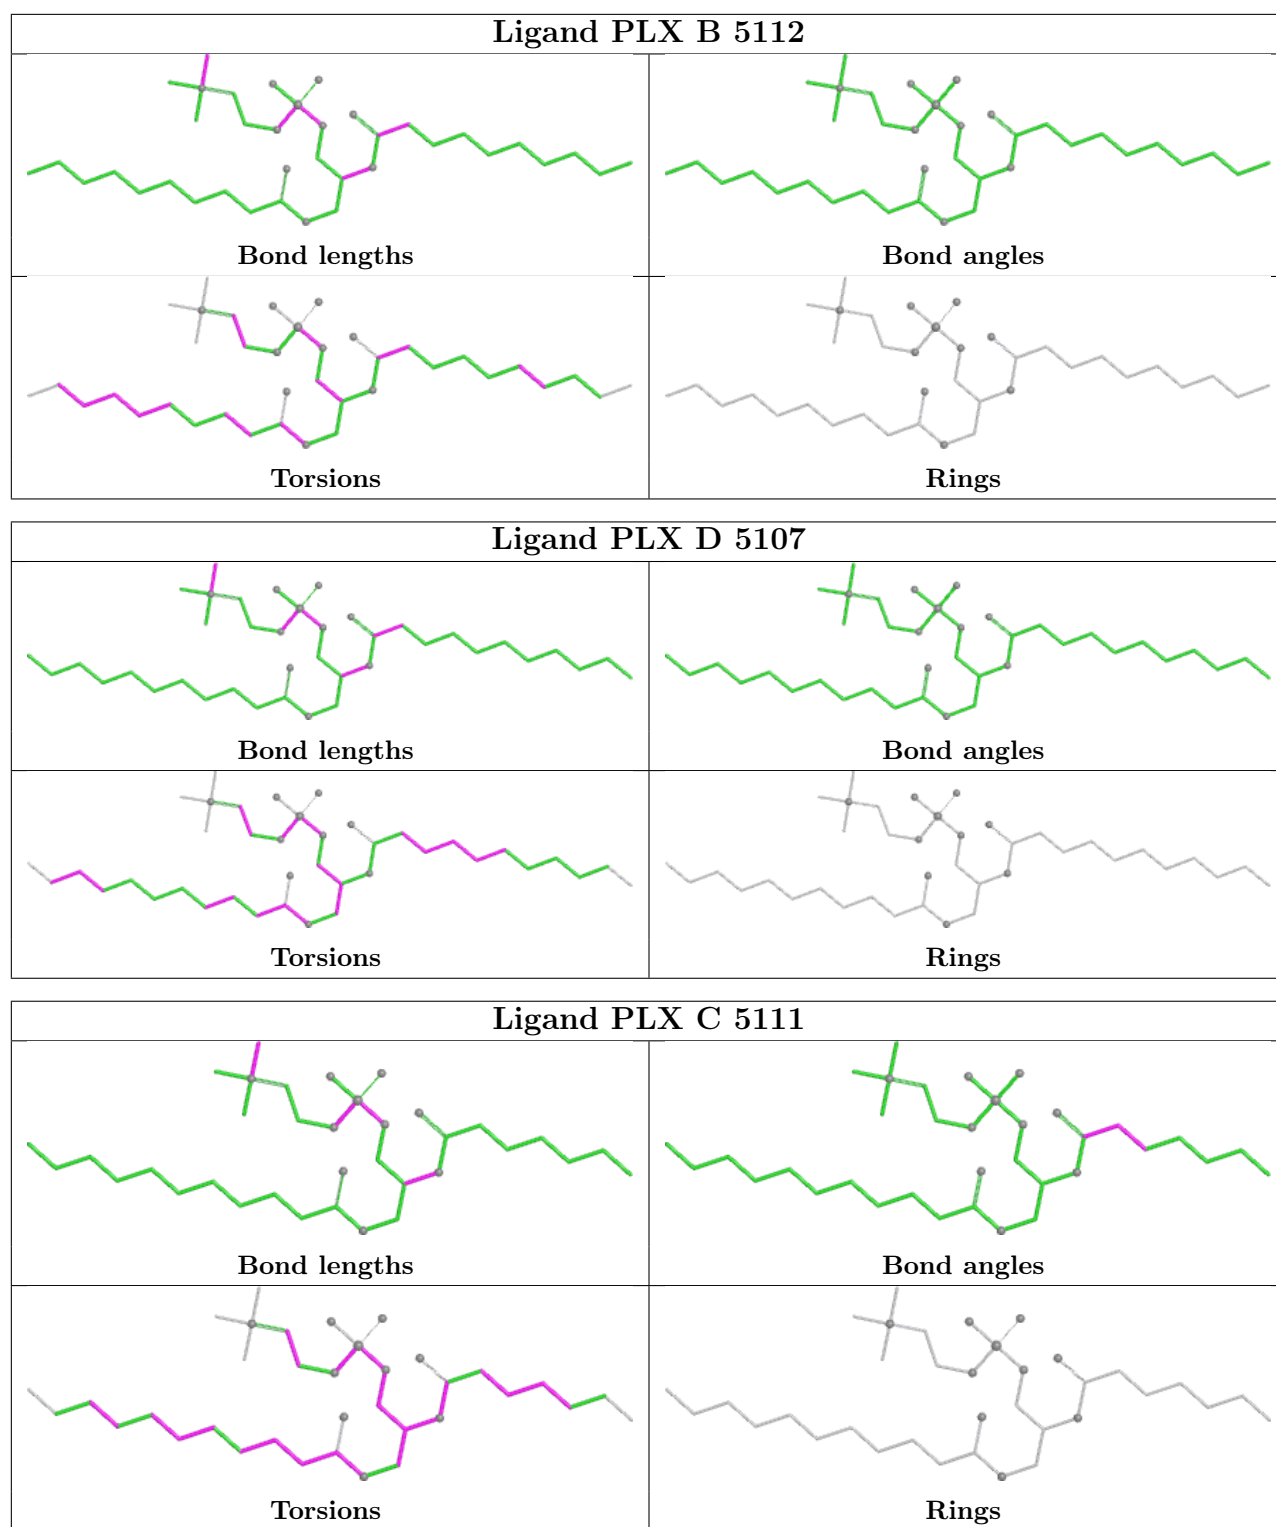 Ligand PLX B 5112
Bond lengths
Bond angles
Torsions
Rings
Ligand PLX D 5107
Bond lengths
Bond angles
Torsions
Rings
Ligand PLX C 5111
Bond lengths
Bond angles
Torsions
Rings